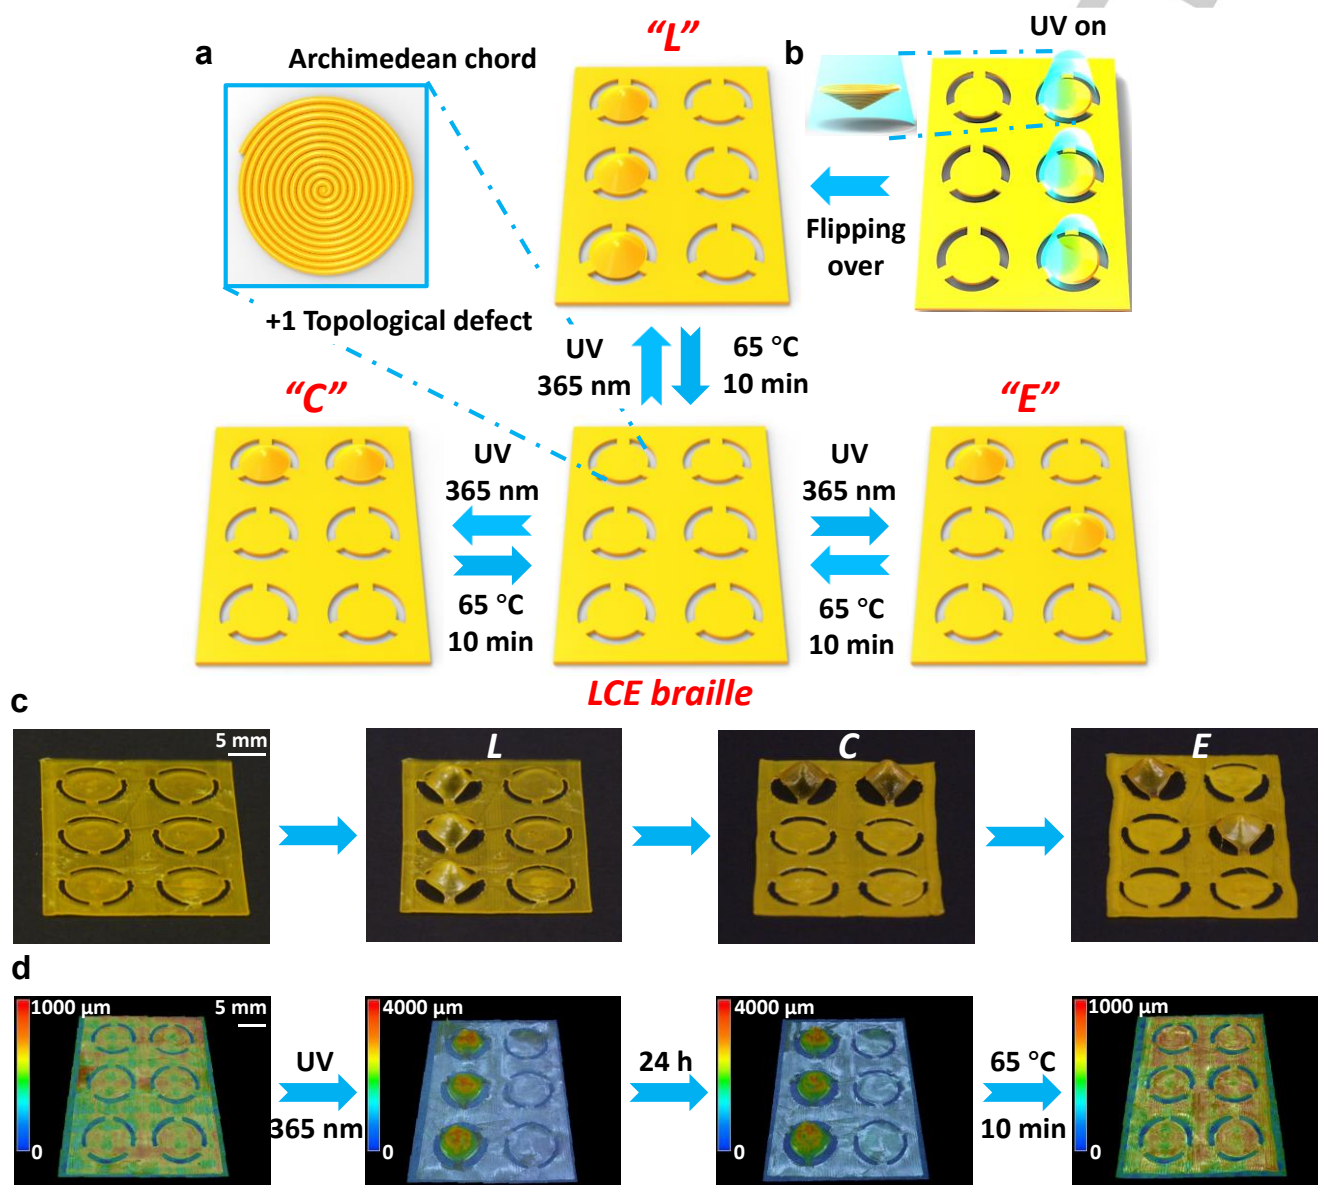 a
Archimedean chord
+1 Topological defect
“L”
b
UV on
Flipping
over
UV
365 nm
65 °C
10 min
“C”
UV
365 nm
65 °C
10 min
UV
365 nm
65 °C
10 min
“E”
LCE braille
c
5 mm
L
C
E
d
1000 µm
5 mm
0
UV
365 nm
4000 µm
0
24 h
4000 µm
0
65 °C
10 min
1000 µm
0